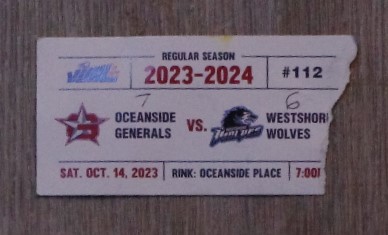 REGULAR SEASON
2023-2024
#112
7
6
OCEANSIDE
GENERALS
VS.
WESTSHOR
WOLVES
SAT. OCT. 14, 2023
RINK: OCEANSIDE PLACE
7:00